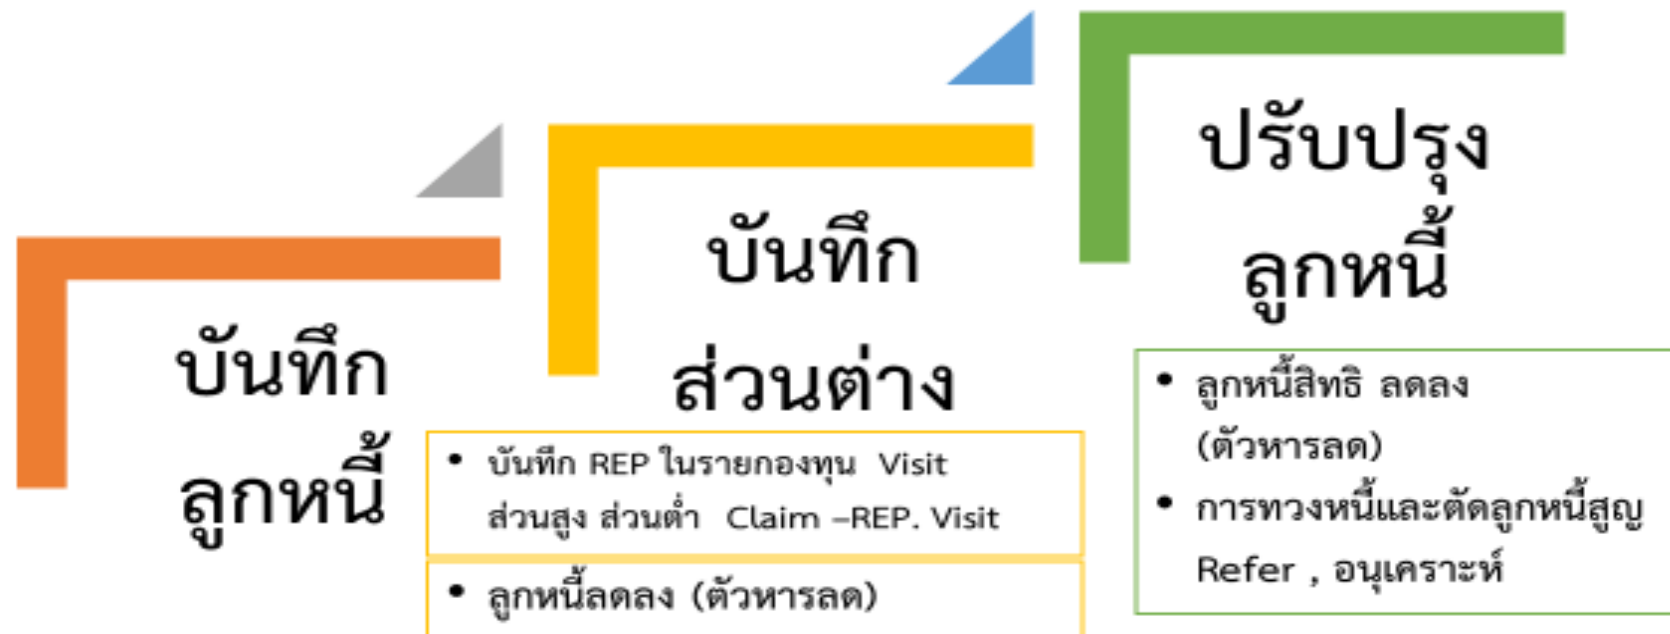 บันทึก
ลูกหนี้
บันทึก
ส่วนต่าง
• บันทึก REP ในรายกองทุน Visit
ส่วนสูง ส่วนต่ำ Claim –REP. Visit
• ลูกหนี้ลดลง (ตัวหารลด)
ปรับปรุง
ลูกหนี้
• ลูกหนี้สิทธิ ลดลง
(ตัวหารลด)
• การทวงหนี้และตัดลูกหนี้สูญ
Refer , อนุเคราะห์